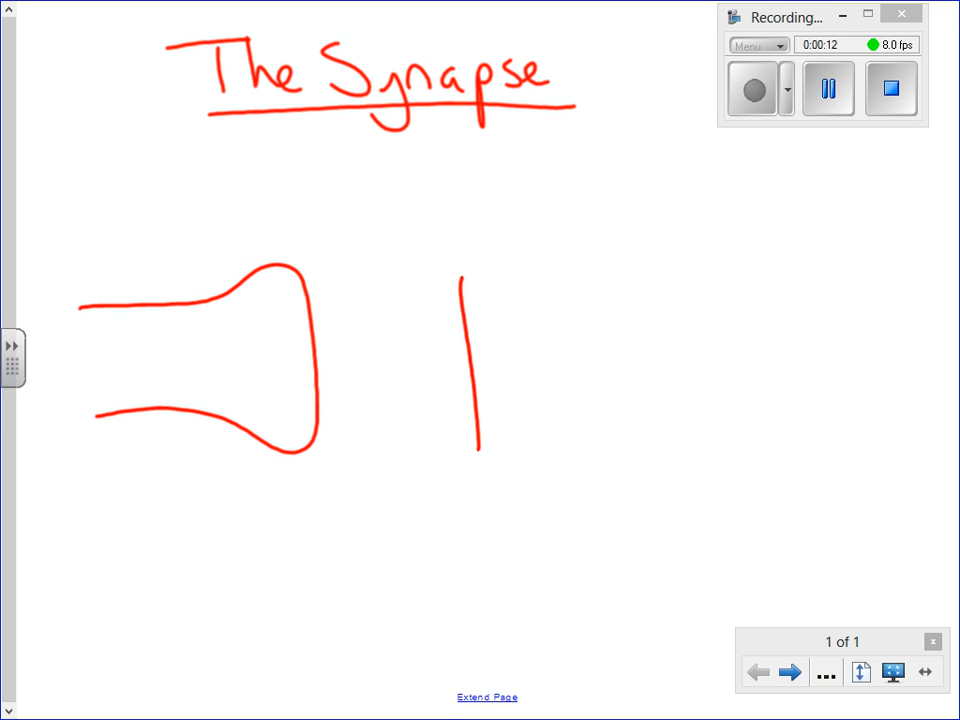 The Synapse
Recording...
Menu
0:00:12
8.0 fps
1 of 1
...
Extend Page